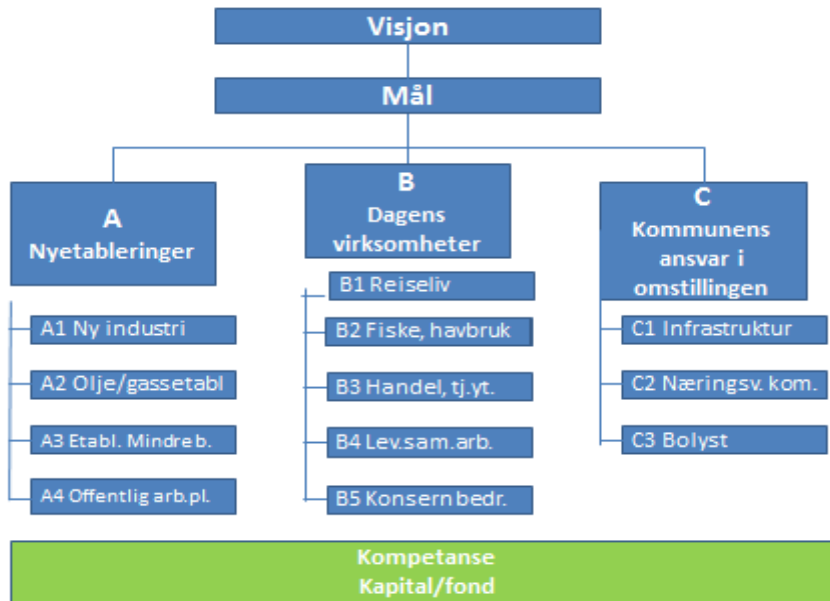 Visjon
Mål
A
Nyetableringer
A1 Ny industri
A2 Olje/gassetabl
A3 Etabl. Mindre b.
A4 Offentlig arb.pl.
B
Dagens
virksomheter
B1 Reiseliv
B2 Fiske, havbruk
B3 Handel, tj.yt.
B4 Lev.sam.arb.
B5 Konsernbedr.
C
Kommunens
ansvar i
omstillingen
C1 Infrastruktur
C2 Næringsv. kom.
C3 Bolyst
Kompetanse
Kapital/fond